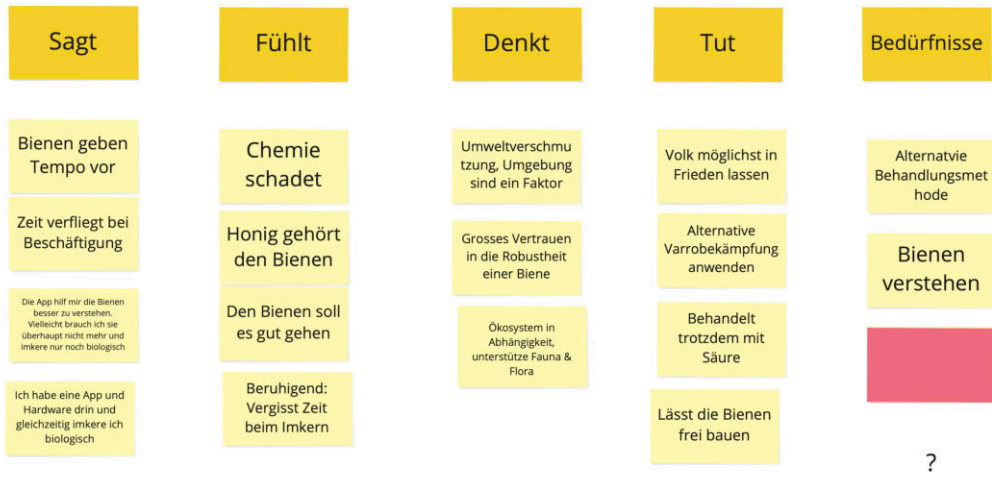 Sagt
Bienen geben
Tempo vor
Zeit verfliegt bei
Beschäftigung
Die App hilf mir die Bienen
besser zu verstehen.
Vielleicht brauch ich sie
überhaupt nicht mehr und
imkere nur noch biologisch
Ich habe eine App und
Hardware drin und
gleichzeitig imkere ich
biologisch
Fühlt
Chemie
schadet
Honig gehört
den Bienen
Den Bienen soll
es gut gehen
Beruhigend:
Vergisst Zeit
beim Imkern
Denkt
Umweltverschmu
tzung, Umgebung
sind ein Faktor
Grosses Vertrauen
in die Robustheit
einer Biene
Ökosystem in
Abhängigkeit,
unterstütze Fauna &
Flora
Tut
Volk möglichst in
Frieden lassen
Alternative
Varrobekämpfung
anwenden
Behandelt
trotzdem mit
Säure
Lässt die Bienen
frei bauen
Bedürfnisse
Alternatvie
Behandlungsmet
hode
Bienen
verstehen
?